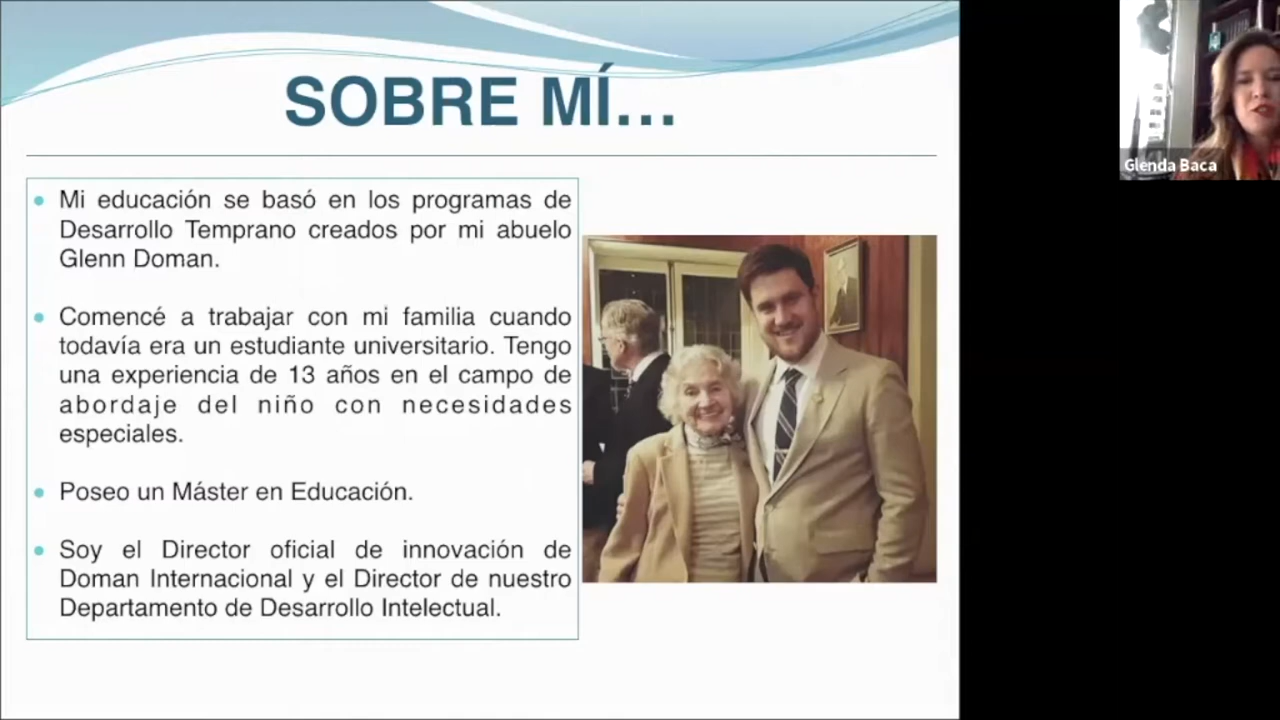 SOBRE MÍ...
Mi educación se basó en los programas de
Desarrollo Temprano creados por mi abuelo
Glenn Doman.
Comencé a trabajar con mi familia cuando
todavía era un estudiante universitario. Tengo
una experiencia de 13 años en el campo de
abordaje del niño con necesidades
especiales.
Poseo un Máster en Educación.
Soy el Director oficial de innovación de
Doman Internacional y el Director de nuestro
Departamento de Desarrollo Intelectual.
Glenda Baca